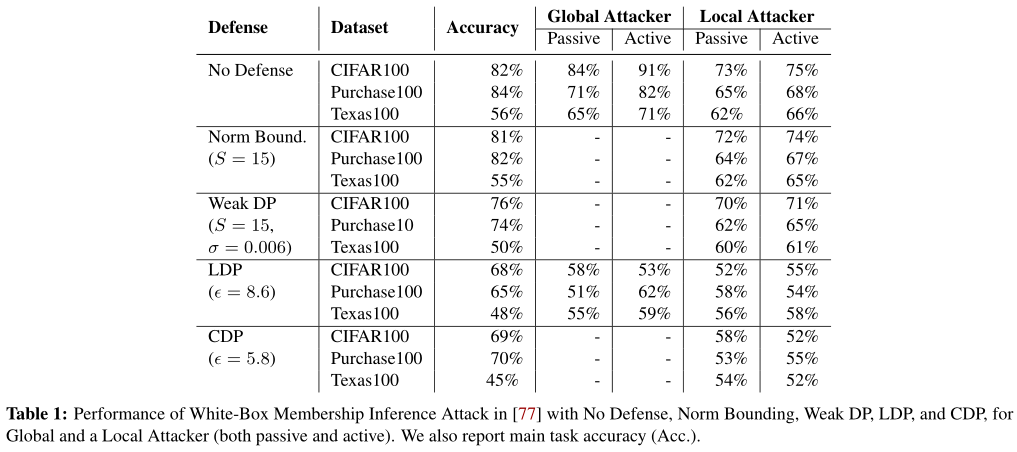 Defense Dataset Accuracy Global Attacker Local Attacker
Passive Active Passive Active
No Defense CIFAR100 82% 84% 91% 73% 75%
Purchase100 84% 71% 82% 65% 68%
Texas100 56% 65% 71% 62% 66%
Norm Bound. CIFAR100 81% - - 72% 74%
(S = 15) Purchase100 82% - - 64% 67%
Texas100 55% - - 62% 65%
Weak DP CIFAR100 76% - - 70% 71%
(S = 15, Purchase10 74% - - 62% 65%
σ = 0.006) Texas100 50% - - 60% 61%
LDP CIFAR100 68% 58% 53% 52% 55%
(ϵ = 8.6) Purchase100 65% 51% 62% 58% 54%
Texas100 48% 55% 59% 56% 58%
CDP CIFAR100 69% - - 58% 52%
(ϵ = 5.8) Purchase100 70% - - 53% 55%
Texas100 45% - - 54% 52%
Table 1: Performance of White-Box Membership Inference Attack in [77] with No Defense, Norm Bounding, Weak DP, LDP, and CDP, for
Global and a Local Attacker (both passive and active). We also report main task accuracy (Acc.).